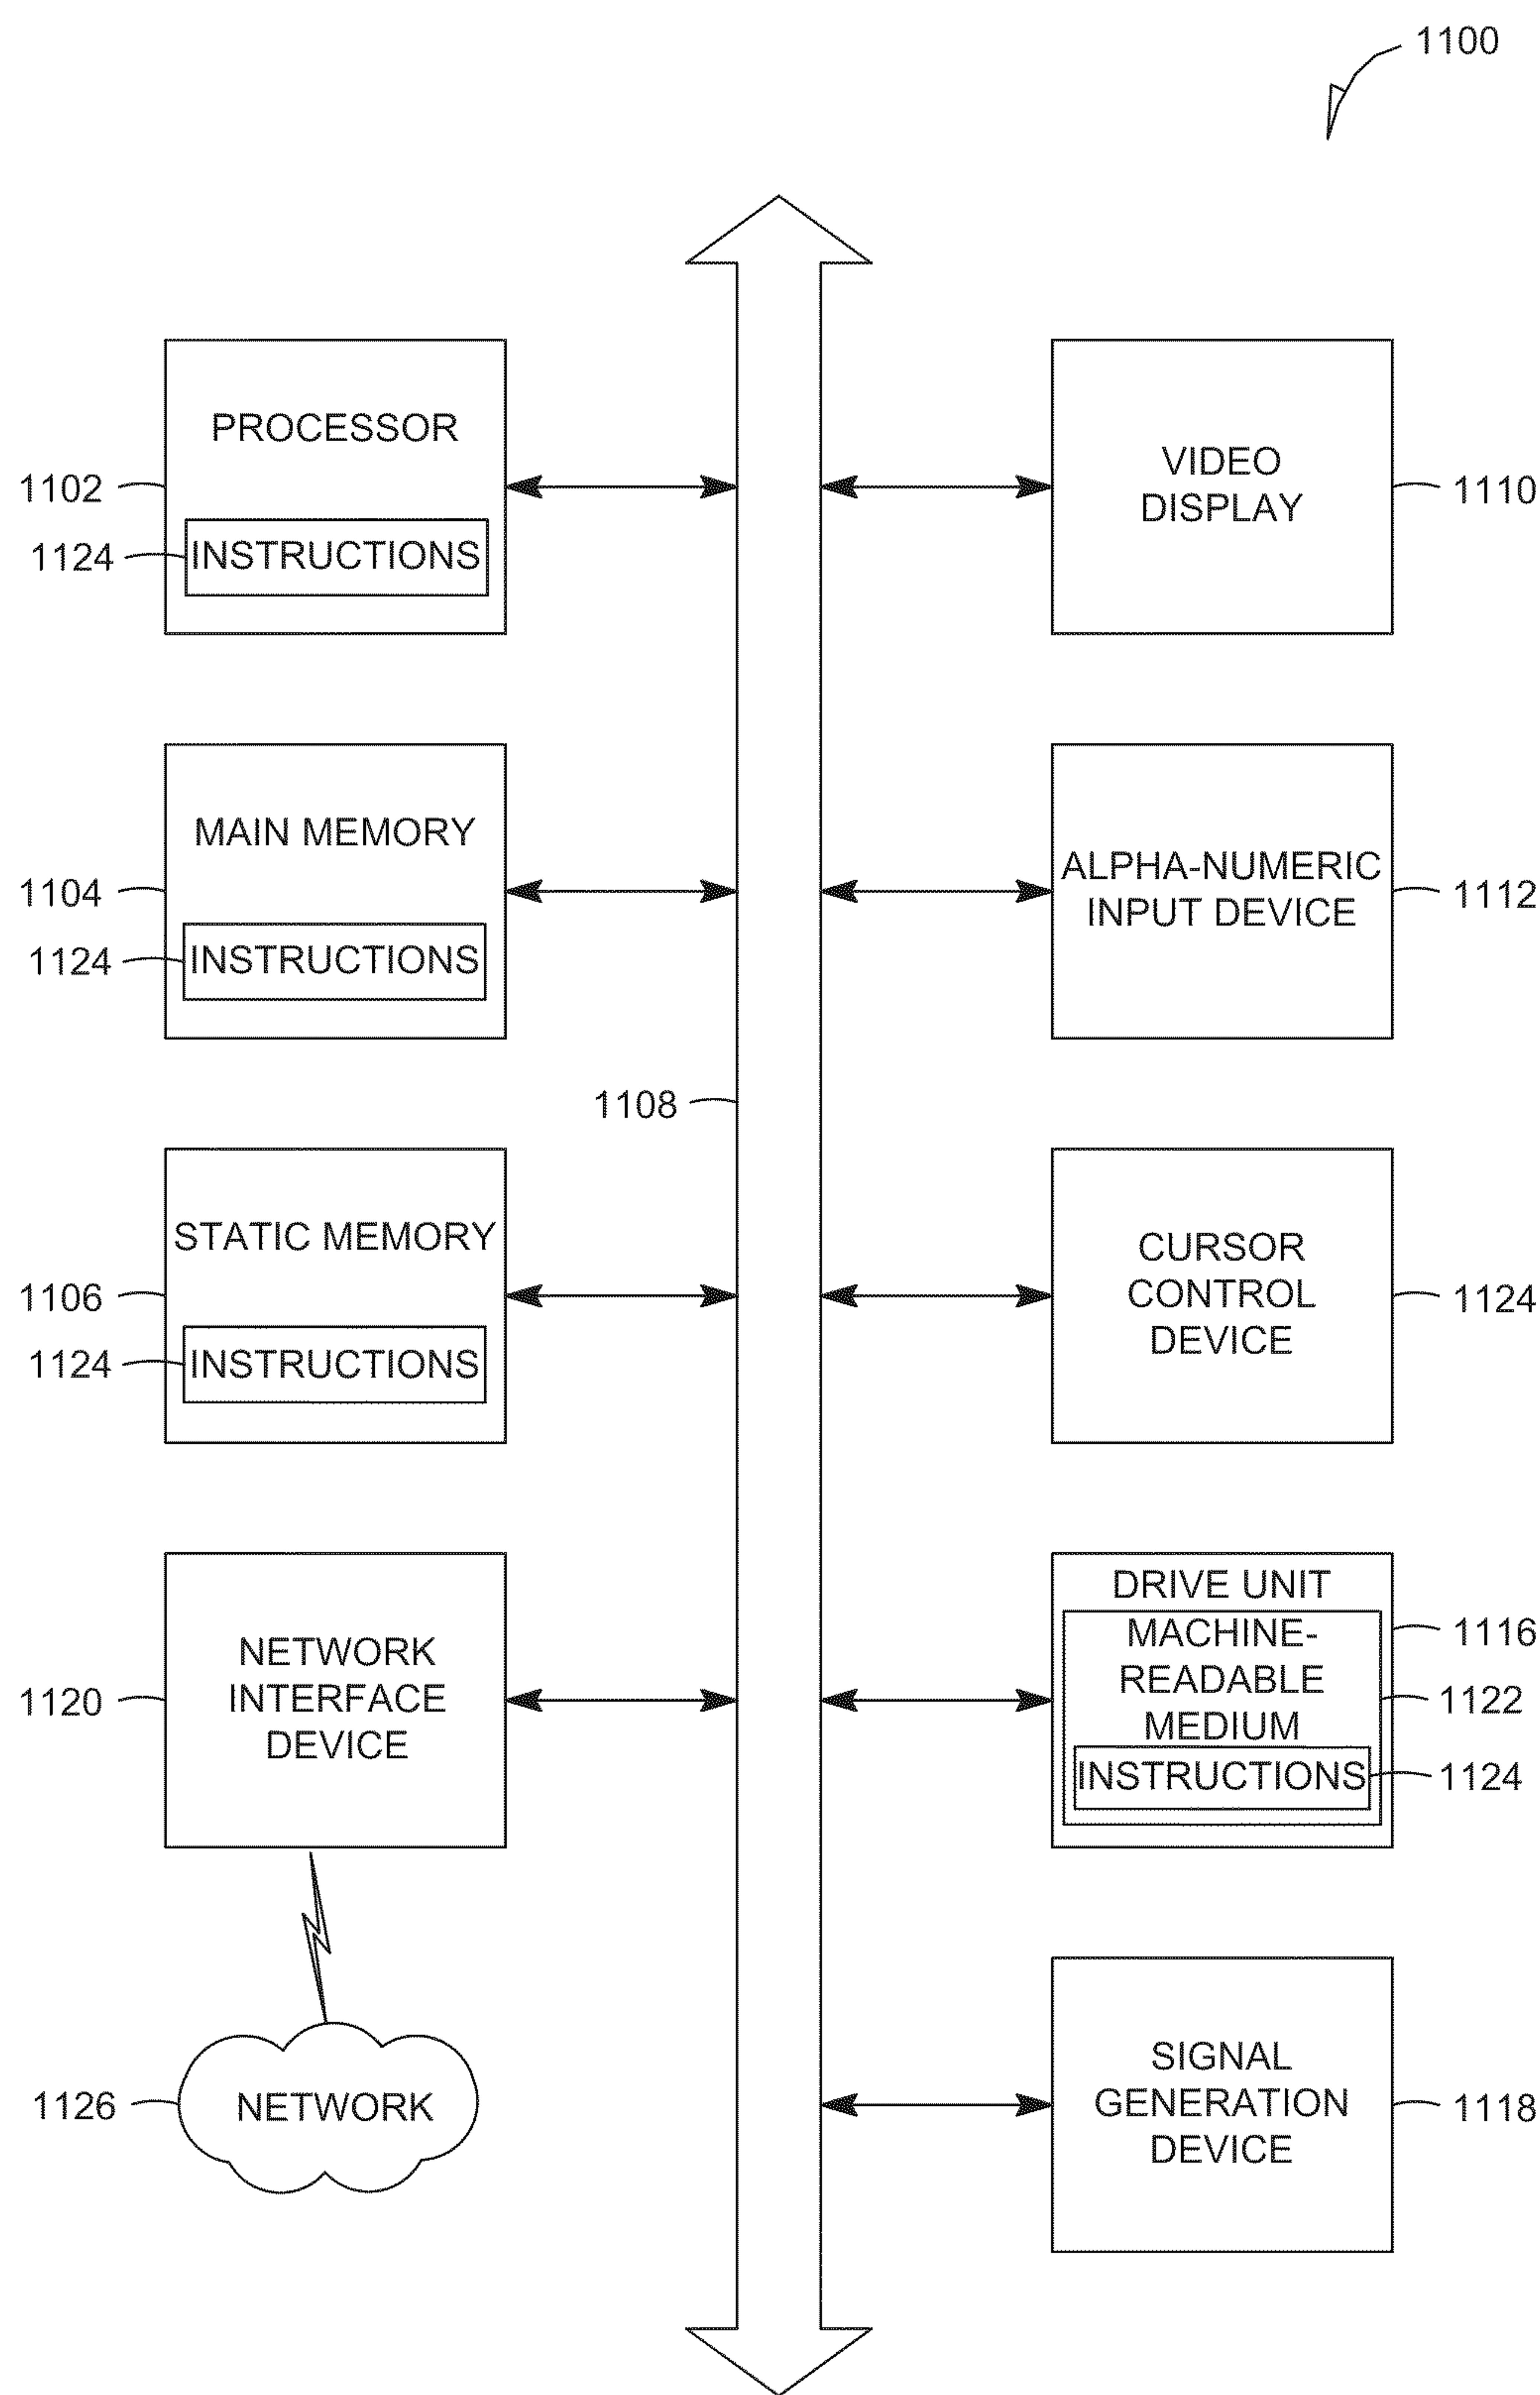 1100
PROCESSOR
1102
1124
INSTRUCTIONS
VIDEO
DISPLAY
1110
MAIN MEMORY
1104
1124
INSTRUCTIONS
ALPHA-NUMERIC
INPUT DEVICE
1112
1108
STATIC MEMORY
1106
1124
INSTRUCTIONS
CURSOR
CONTROL
DEVICE
1124
NETWORK
INTERFACE
DEVICE
1120
DRIVE UNIT
1116
MACHINE-
READABLE
MEDIUM
1122
INSTRUCTIONS
1124
1126
NETWORK
SIGNAL
GENERATION
DEVICE
1118